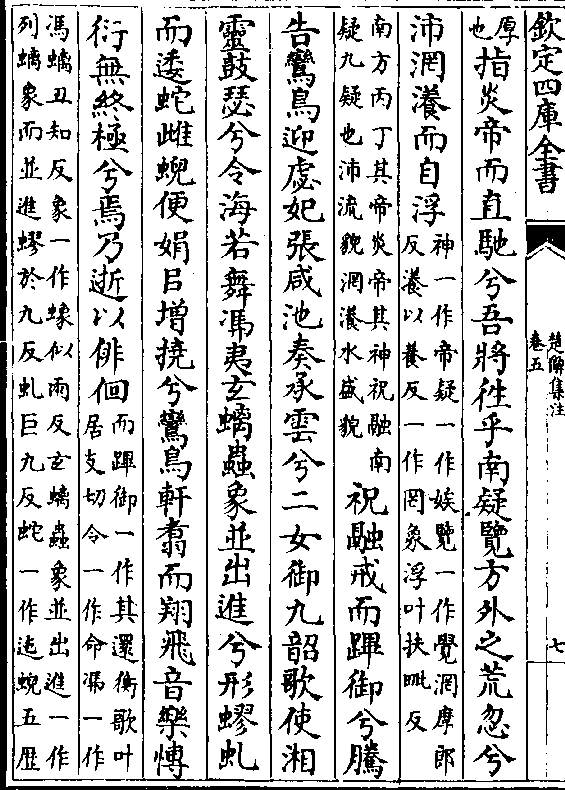 欽定四庫全書
楚辭集注
卷五
七
厚
也
指炎帝而直馳兮吾將往乎南疑覽方外之荒忽兮
沛罔瀁而自浮
神一作帝疑一作娭覽一作覺罔摩郎
反瀁以養反一作罔象浮叶扶毗反
南方丙丁其帝炎帝其神祝融南
疑九疑也沛流貌罔瀁水盛貌
祝融戒而蹕御兮騰
告鸞鳥迎虙妃張咸池奏承雲兮二女御九韶歌使湘
靈鼓瑟兮令海若舞馮夷玄螭蟲象並出進兮形蟉虬
而逶蛇雌蜺便娟以增撓兮鸞鳥軒翥而翔飛音樂博
衍無終極兮焉乃逝以俳佪
而蹕御一作其還衡歌叶
居支切令一作命馮一作
馮螭丑知反象一作蟓似兩反玄螭蟲象並出進一作
列螭象而並進蟉於九反虬巨九反蛇一作迤蜺五歷